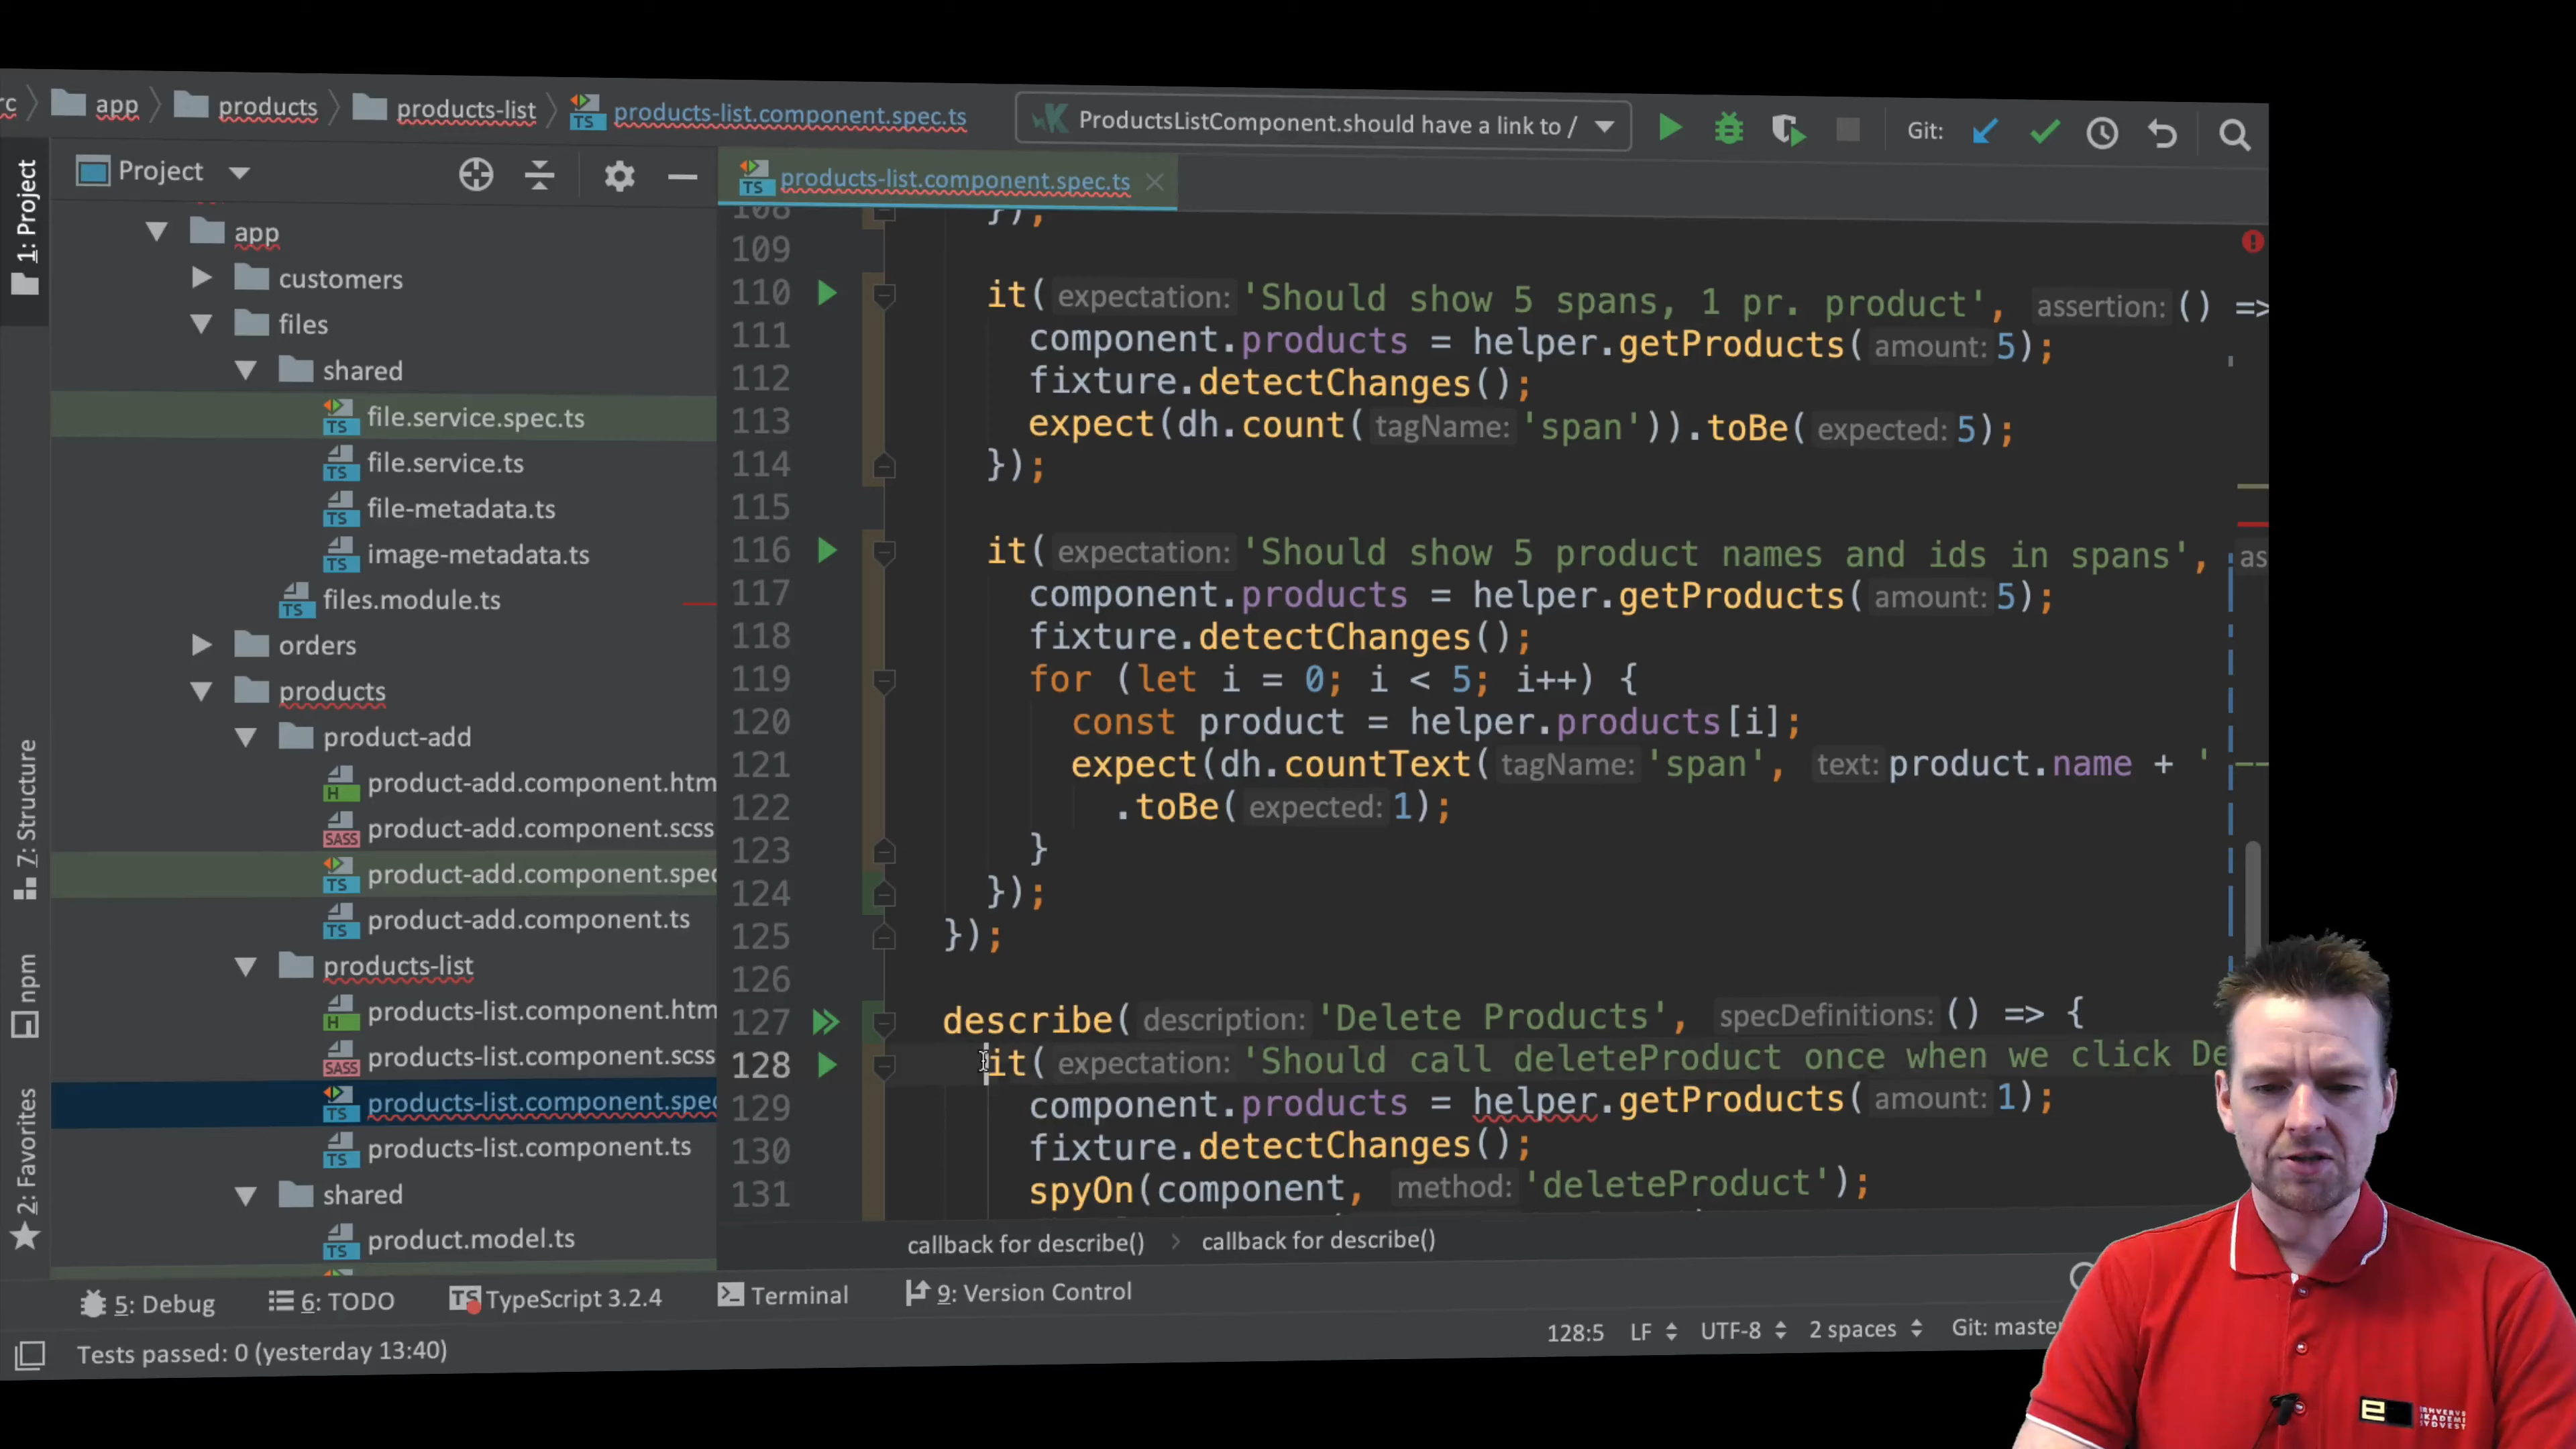 rc
app
products
products-list
products-list.component.spec.ts
ProductsListComponent.should have a link to /
Git:
1: Project
Project
products-list.component.spec.ts
app
customers
files
shared
file.service.spec.ts
file.service.ts
file-metadata.ts
image-metadata.ts
files.module.ts
orders
products
product-add
product-add.component.htm
product-add.component.scss
product-add.component.spec
product-add.component.ts
products-list
products-list.component.htm
products-list.component.scss
products-list.component.spec
products-list.component.ts
shared
product.model.ts
7: Structure
npm
2: Favorites
108 });
109
110 it( expectation: 'Should show 5 spans, 1 pr. product', assertion: () =>
111 component.products = helper.getProducts( amount: 5);
112 fixture.detectChanges();
113 expect(dh.count( tagName: 'span')).toBe( expected: 5);
114 });
115
116 it( expectation: 'Should show 5 product names and ids in spans', as
117 component.products = helper.getProducts( amount: 5);
118 fixture.detectChanges();
119 for (let i = 0; i < 5; i++) {
120 const product = helper.products[i];
121 expect(dh.countText( tagName: 'span', text: product.name + ' --
122 .toBe( expected: 1);
123 }
124 });
125 });
126
127 describe( description: 'Delete Products', specDefinitions: () => {
128 it( expectation: 'Should call deleteProduct once when we click De
129 component.products = helper.getProducts( amount: 1);
130 fixture.detectChanges();
131 spyOn(component, method: 'deleteProduct');
callback for describe() > callback for describe()
5: Debug
6: TODO
TypeScript 3.2.4
Terminal
9: Version Control
Tests passed: 0 (yesterday 13:40)
128:5
LF
UTF-8
2 spaces
Git: master